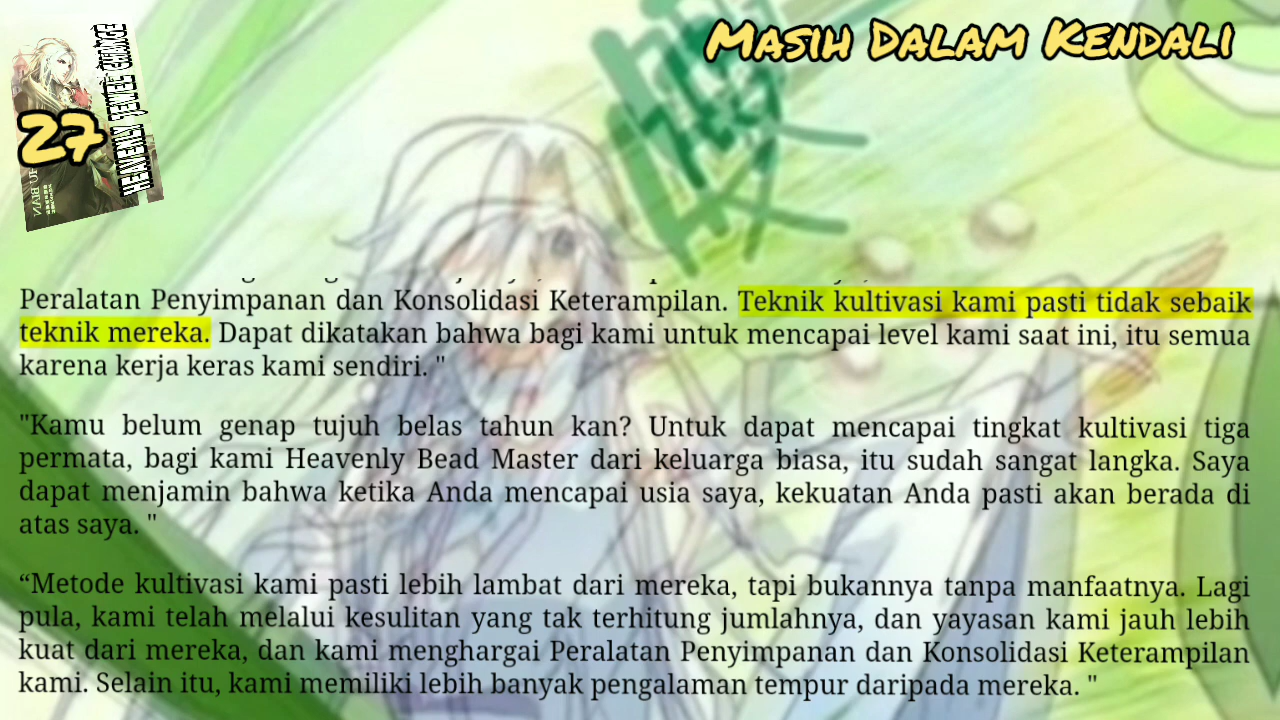 Masih Dalam Kendali
27
HEAVENLY JEWEL CHANGE
Peralatan Penyimpanan dan Konsolidasi Keterampilan. Teknik kultivasi kami pasti tidak sebaik
teknik mereka. Dapat dikatakan bahwa bagi kami untuk mencapai level kami saat ini, itu semua
karena kerja keras kami sendiri. "
"Kamu belum genap tujuh belas tahun kan? Untuk dapat mencapai tingkat kultivasi tiga
permata, bagi kami Heavenly Bead Master dari keluarga biasa, itu sudah sangat langka. Saya
dapat menjamin bahwa ketika Anda mencapai usia saya, kekuatan Anda pasti akan berada di
atas saya. "
“Metode kultivasi kami pasti lebih lambat dari mereka, tapi bukannya tanpa manfaatnya. Lagi
pula, kami telah melalui kesulitan yang tak terhitung jumlahnya, dan yayasan kami jauh lebih
kuat dari mereka, dan kami menghargai Peralatan Penyimpanan dan Konsolidasi Keterampilan
kami. Selain itu, kami memiliki lebih banyak pengalaman tempur daripada mereka. "